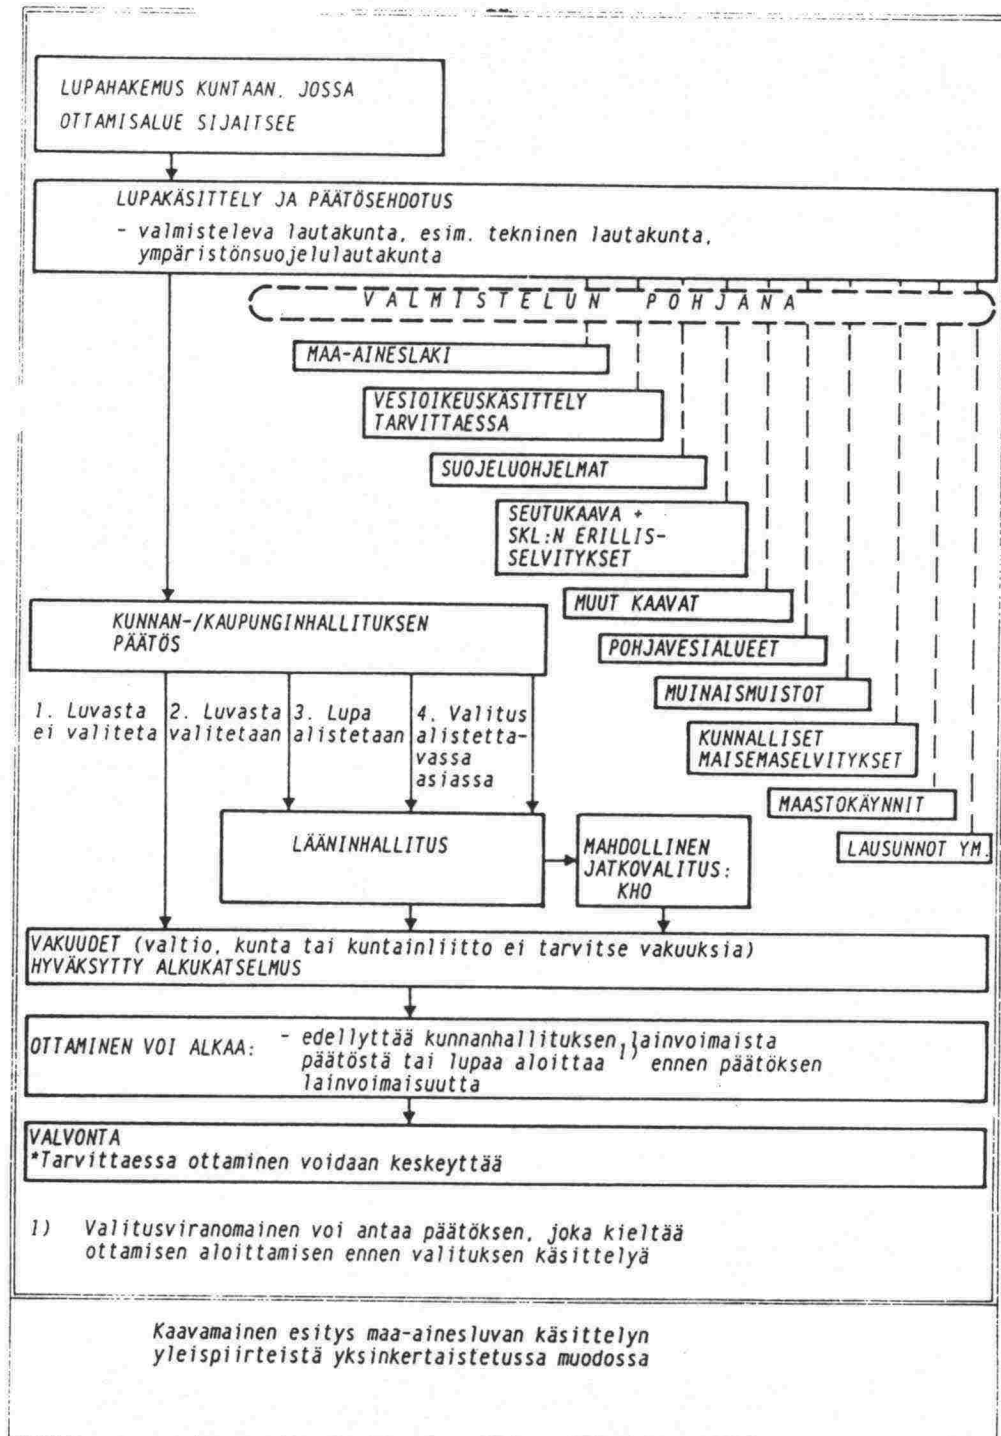 LUPAHAKEMUS KUNTAAN, JOSSA
OTTAMISALUE SIJAITSEE
LUPAKÄSITTELY JA PÄÄTÖSEHDOTUS
- valmisteleva lautakunta, esim. tekninen lautakunta,
ympäristönsuojelulautakunta
VALMISTELUN POHJANA
MAA-AINESLAKI
VESIOIKEUSKÄSITTELY
TARVITTAESSA
SUOJELUOHJELMAT
SEUTUKAAVA +
SKL:N ERILLIS-
SELVITYKSET
MUUT KAAVAT
POHJAVESIALUEET
MUINAISMUISTOT
KUNNALLISET
MAISEMASELVITYKSET
MAASTOKÄYNNIT
LAUSUNNOT YM.
KUNNAN-/KAUPUNGINHALLITUKSEN
PÄÄTÖS
1. Luvasta
ei valiteta
2. Luvasta
valitetaan
3. Lupa
alistetaan
4. Valitus
alistetta-
vassa
asiassa
LÄÄNINHALLITUS
MAHDOLLINEN
JATKOVALITUS:
KHO
VAKUUDET (valtio, kunta tai kuntainliitto ei tarvitse vakuuksia)
HYVÄKSYTTY ALKUKATSELMUS
OTTAMINEN VOI ALKAA: - edellyttää kunnanhallituksen lainvoimaista
päätöstä tai lupaa aloittaa 1) ennen päätöksen
lainvoimaisuutta
VALVONTA
*Tarvittaessa ottaminen voidaan keskeyttää
1) Valitusviranomainen voi antaa päätöksen, joka kieltää
ottamisen aloittamisen ennen valituksen käsittelyä
Kaavamainen esitys maa-ainesluvan käsittelyn
yleispiirteistä yksinkertaistetussa muodossa